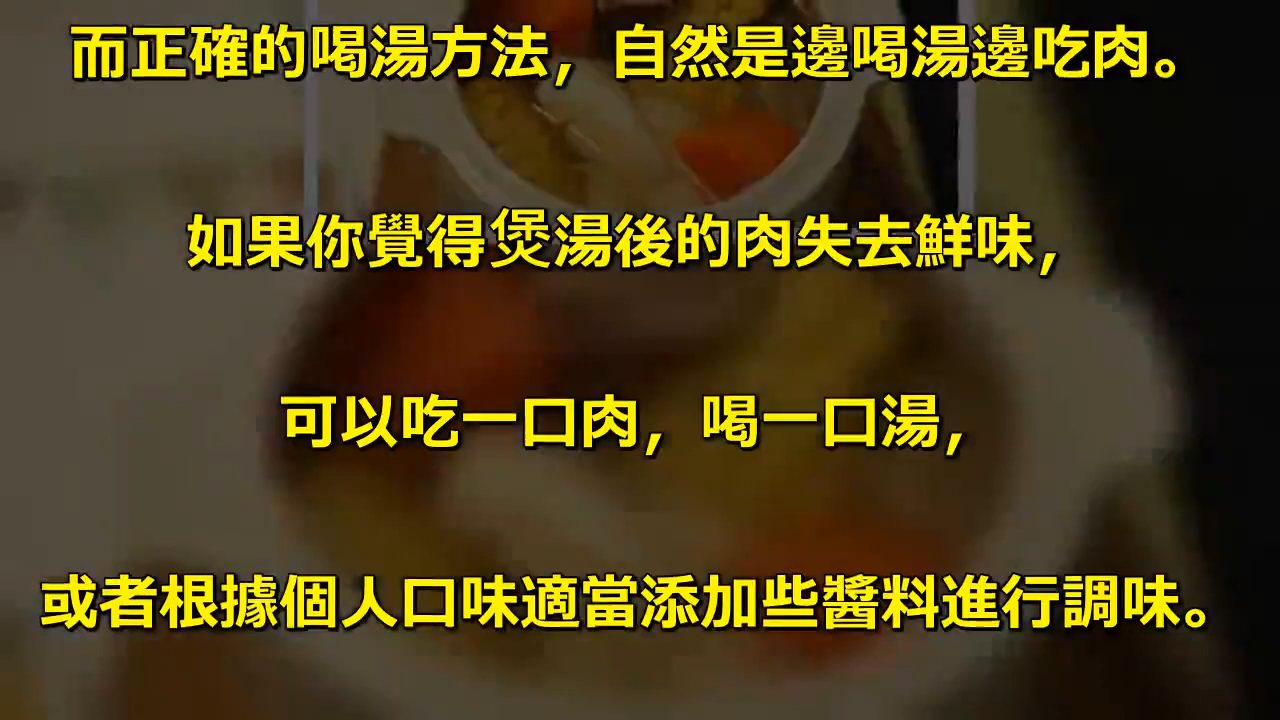 而正確的喝湯方法，自然是邊喝湯邊吃肉。
如果你覺得煲湯後的肉失去鮮味，
可以吃一口肉，喝一口湯，
或者根據個人口味適當添加些醬料進行調味。